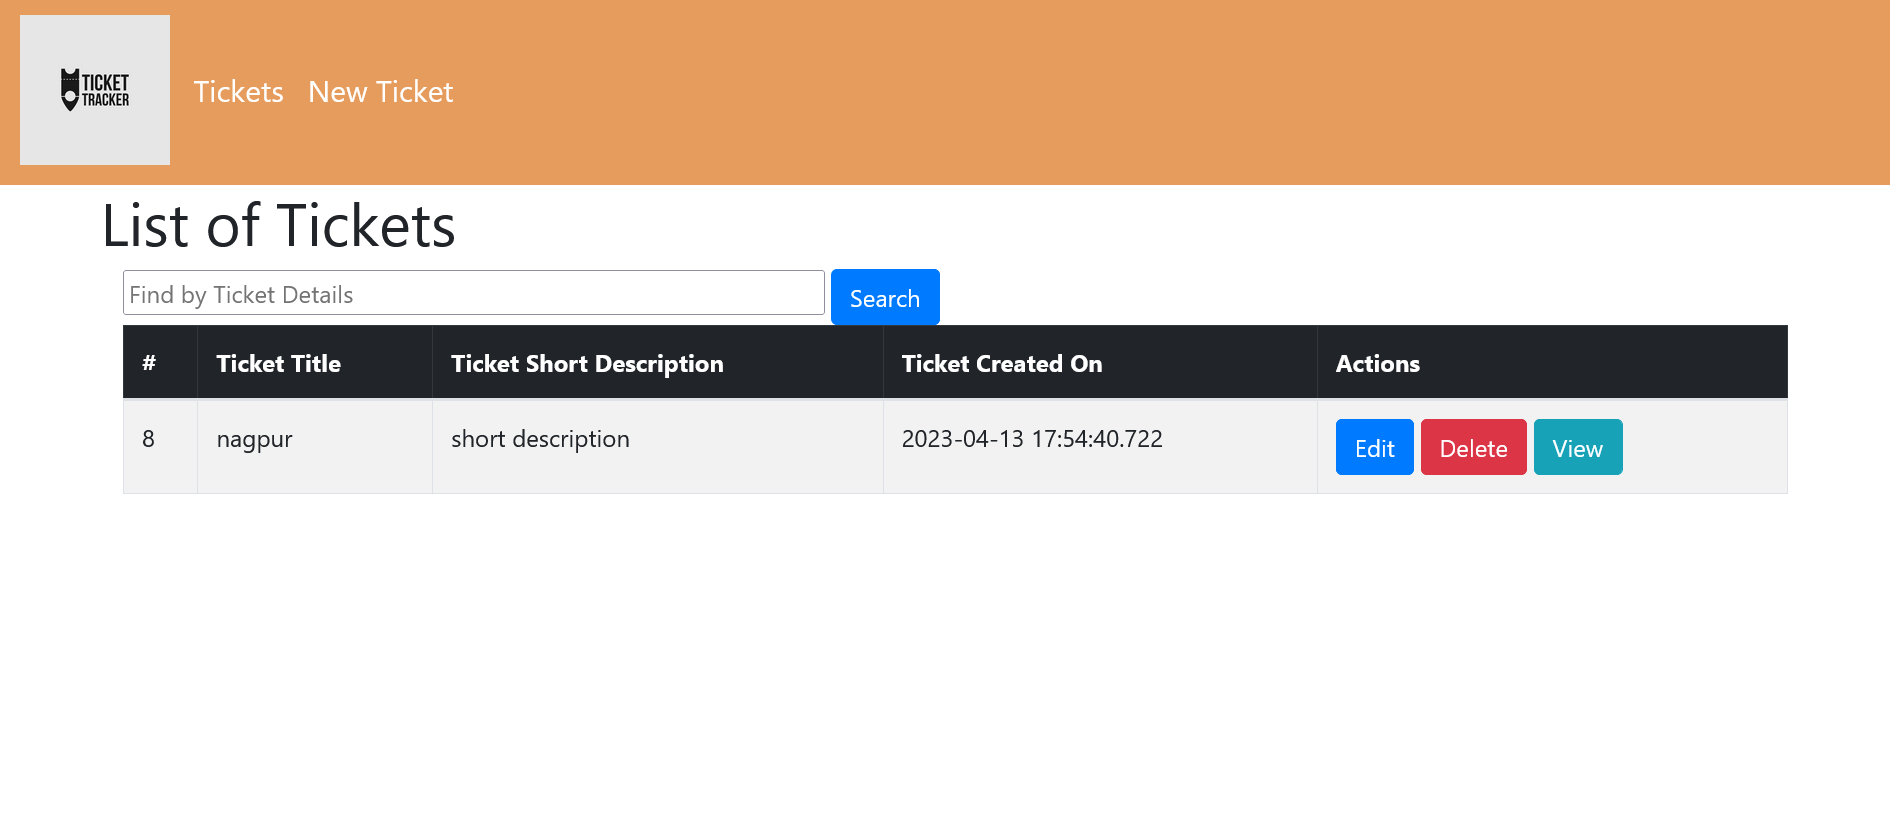 TICKET
TRACKER
Tickets New Ticket
List of Tickets
Find by Ticket Details Search
# Ticket Title Ticket Short Description Ticket Created On Actions
8 nagpur short description 2023-04-13 17:54:40.722 Edit Delete View